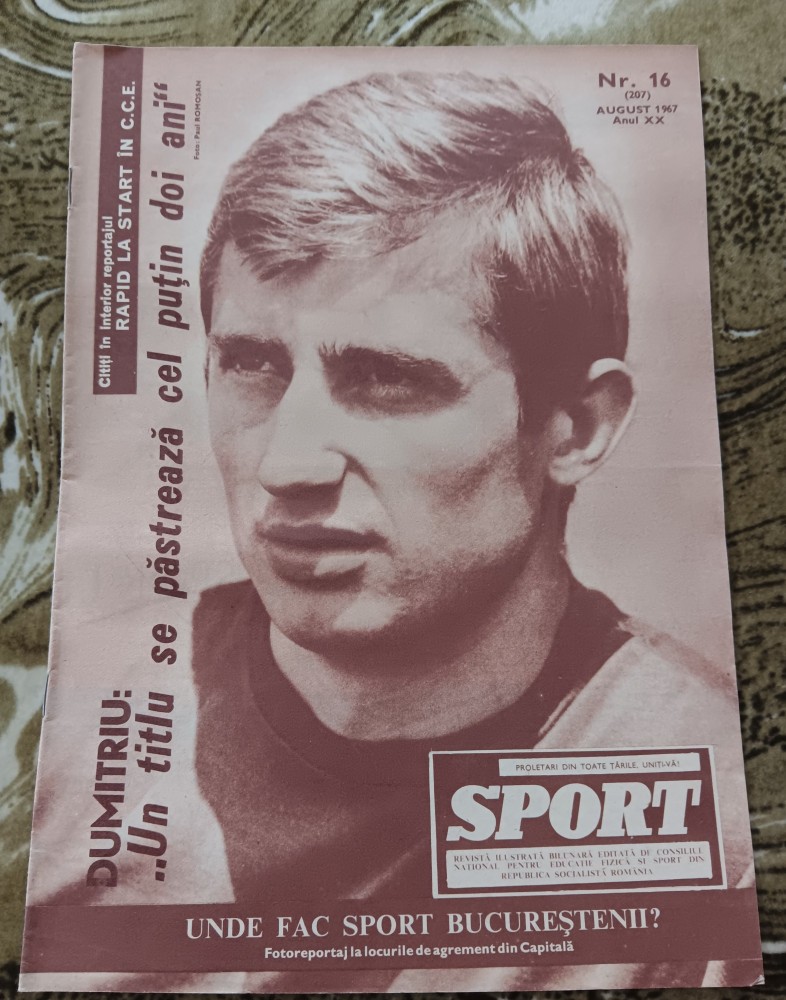 Nr. 16
(207)
AUGUST 1967
Anul XX
Citiți în interior reportajul
RAPID LA START ÎN C.C.E.
DUMITRIU:
„Un titlu se păstrează cel puțin doi ani“
Foto: Paul ROMOȘAN
PROLETARI DIN TOATE ȚĂRILE, UNIȚI-VĂ!
SPORT
REVISTĂ ILUSTRATĂ BILUNARĂ EDITATĂ DE CONSILIUL
NAȚIONAL PENTRU EDUCAȚIE FIZICĂ ȘI SPORT DIN
REPUBLICA SOCIALISTĂ ROMÂNIA
UNDE FAC SPORT BUCUREȘTENII?
Fotoreportaj la locurile de agrement din Capitală